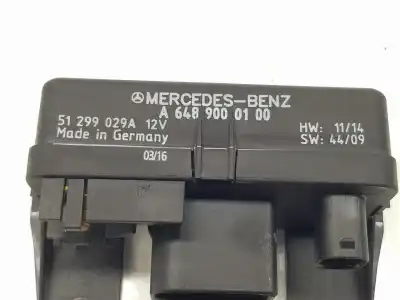 MERCEDES-BENZ
A 648 900 01 00
51 299 029A 12V
Made in Germany
HW: 11/14
SW: 44/09
03/16